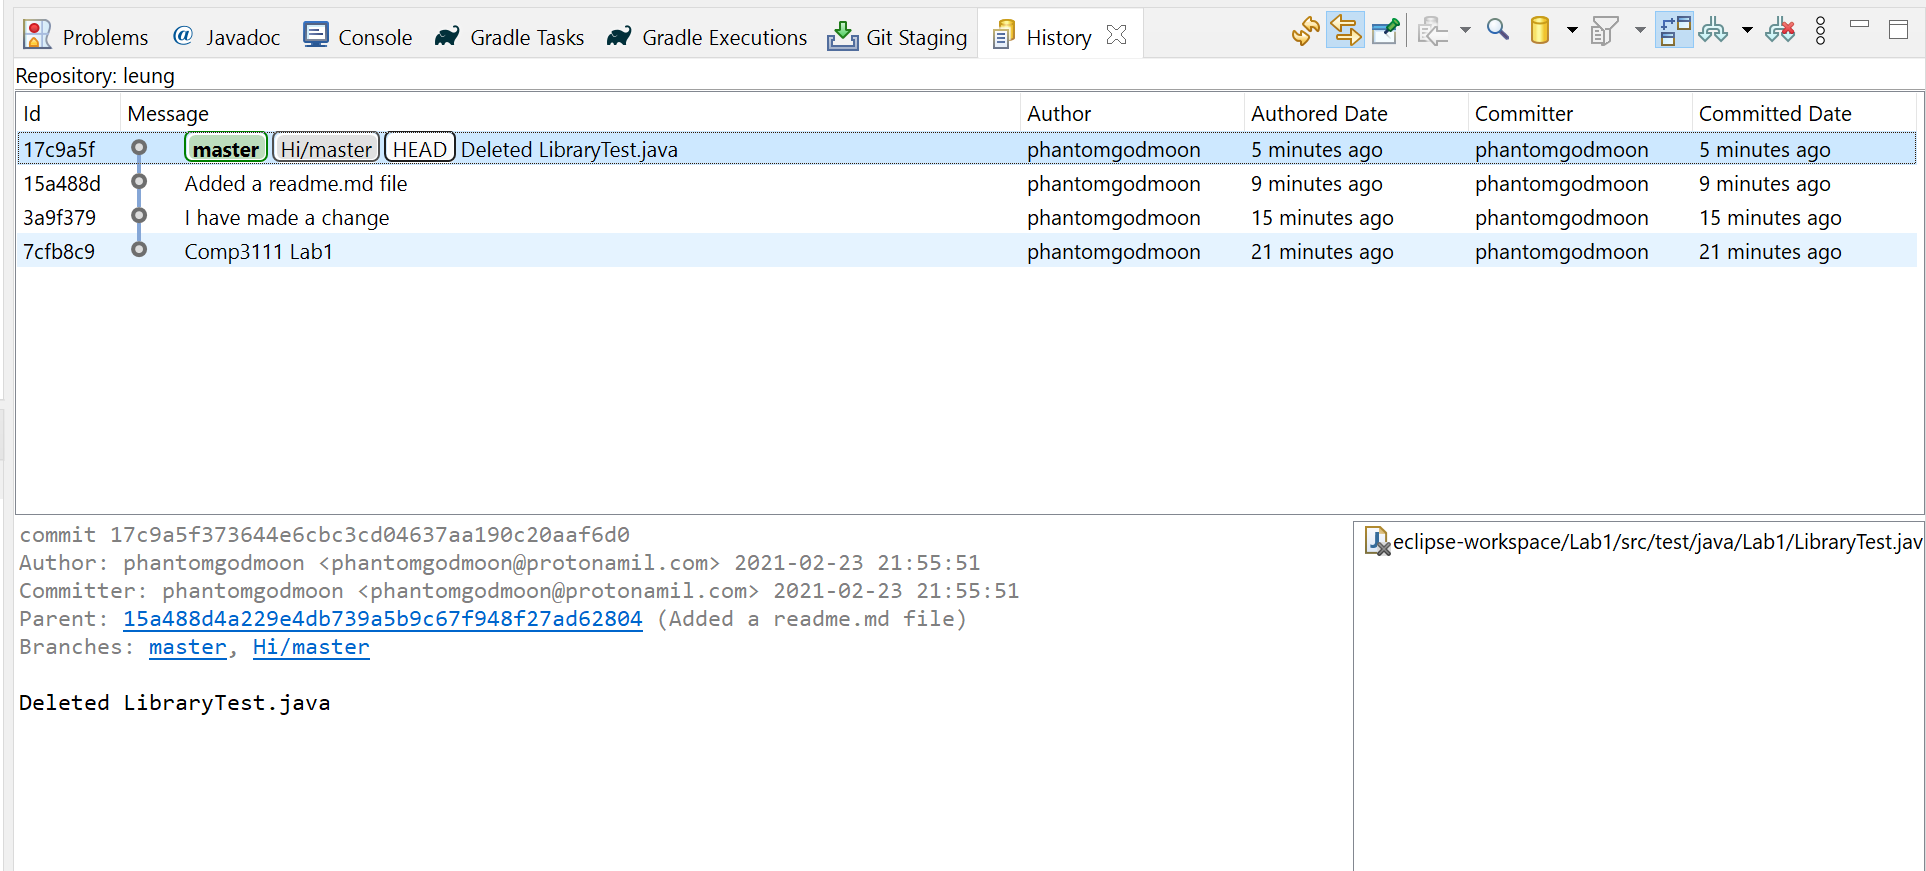 Problems @ Javadoc Console Gradle Tasks Gradle Executions Git Staging History
Repository: leung
Id Message Author Authored Date Committer Committed Date
17c9a5f master Hi/master HEAD Deleted LibraryTest.java phantomgodmoon 5 minutes ago phantomgodmoon 5 minutes ago
15a488d Added a readme.md file phantomgodmoon 9 minutes ago phantomgodmoon 9 minutes ago
3a9f379 I have made a change phantomgodmoon 15 minutes ago phantomgodmoon 15 minutes ago
7cfb8c9 Comp3111 Lab1 phantomgodmoon 21 minutes ago phantomgodmoon 21 minutes ago
commit 17c9a5f373644e6cbc3cd04637aa190c20aaf6d0
Author: phantomgodmoon <phantomgodmoon@protonamil.com> 2021-02-23 21:55:51
Committer: phantomgodmoon <phantomgodmoon@protonamil.com> 2021-02-23 21:55:51
Parent: 15a488d4a229e4db739a5b9c67f948f27ad62804 (Added a readme.md file)
Branches: master, Hi/master
Deleted LibraryTest.java
eclipse-workspace/Lab1/src/test/java/Lab1/LibraryTest.jav